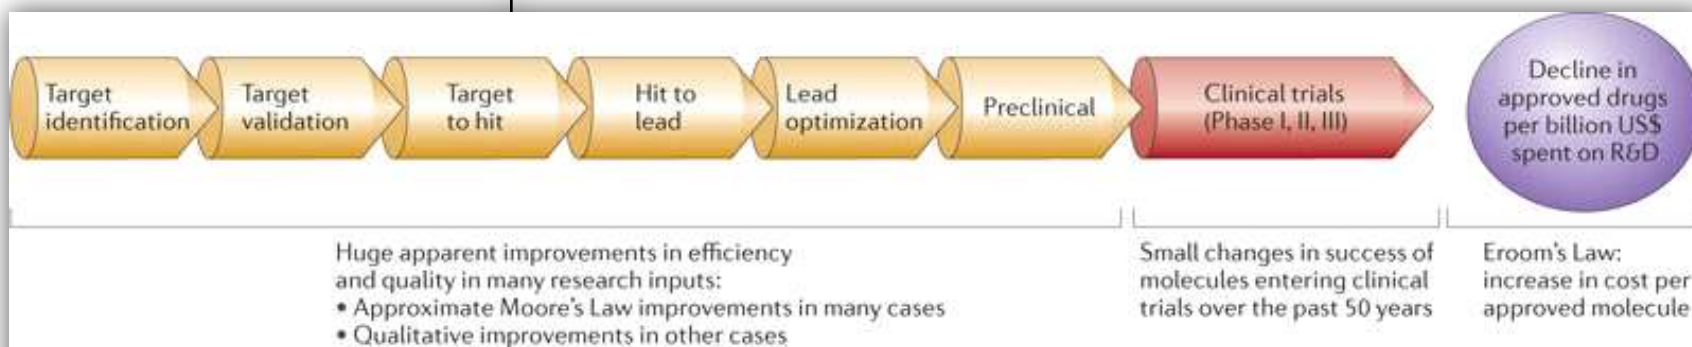 Target
identification
Target
validation
Target
to hit
Hit to
lead
Lead
optimization
Preclinical
Clinical trials
(Phase I, II, III)
Decline in
approved drugs
per billion US$
spent on R&D
Huge apparent improvements in efficiency
and quality in many research inputs:
• Approximate Moore's Law improvements in many cases
• Qualitative improvements in other cases
Small changes in success of
molecules entering clinical
trials over the past 50 years
Eroom's Law:
increase in cost per
approved molecule